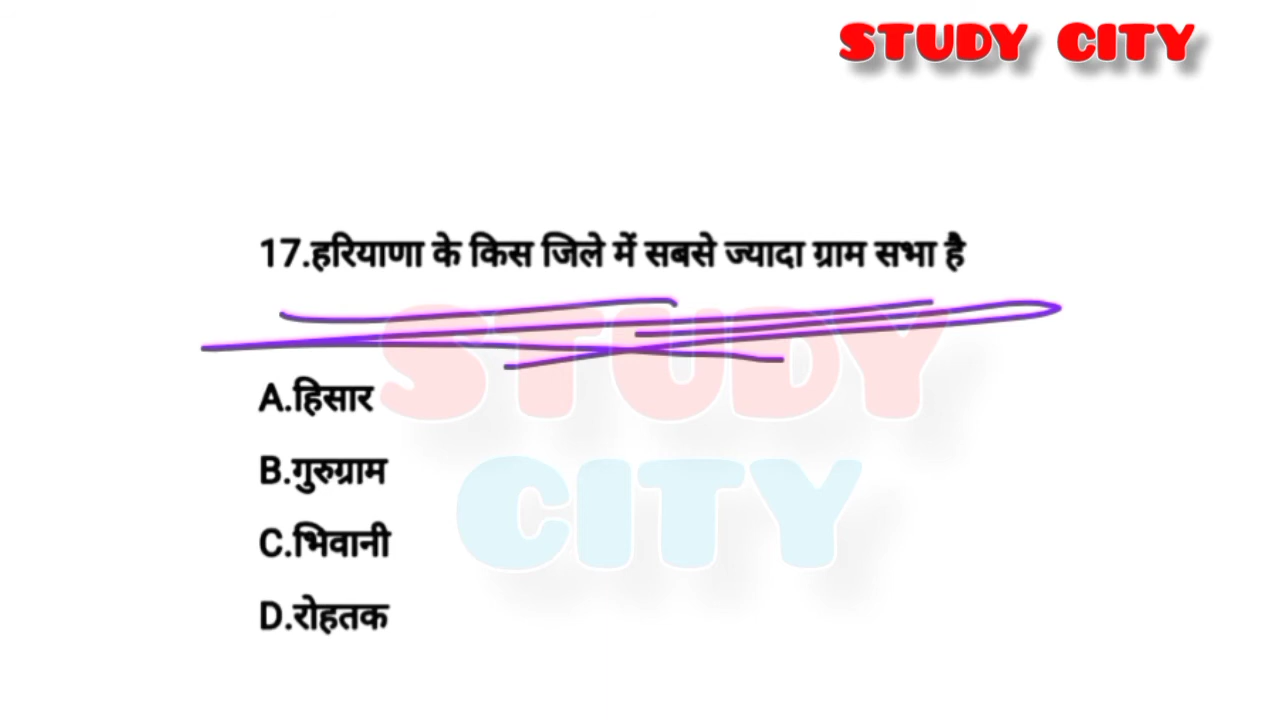 STUDY CITY
17.हरियाणा के किस जिले में सबसे ज्यादा ग्राम सभा है
STUDY
A.हिसार
B.गुरुग्राम
CITY
C.भिवानी
D.रोहतक